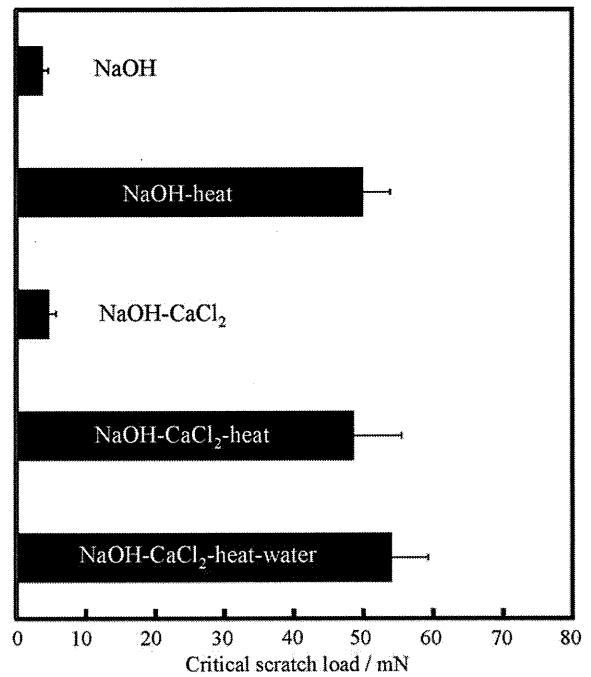 NaOH
NaOH-heat
NaOH-CaCl₂
NaOH-CaCl₂-heat
NaOH-CaCl₂-heat-water
0 10 20 30 40 50 60 70 80
Critical scratch load / mN